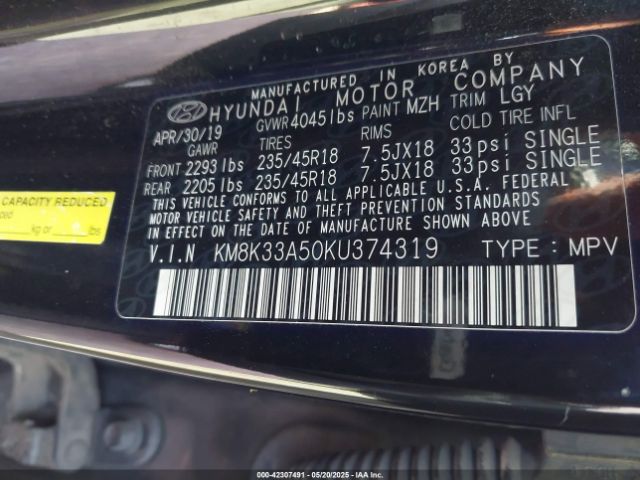 MANUFACTURED IN KOREA BY
HYUNDAI MOTOR COMPANY
APR/30/19 GVWR 4045 lbs PAINT MZH TRIM LGY
GAWR TIRES RIMS COLD TIRE INFL
FRONT 2293 lbs 235/45R18 7.5JX18 33 psi SINGLE
REAR 2205 lbs 235/45R18 7.5JX18 33 psi SINGLE
THIS VEHICLE CONFORMS TO ALL APPLICABLE U.S.A. FEDERAL
MOTOR VEHICLE SAFETY AND THEFT PREVENTION STANDARDS
IN EFFECT ON THE DATE OF MANUFACTURE SHOWN ABOVE.
V.I.N KM8K33A50KU374319 TYPE : MPV
CAPACITY REDUCED
kg or lbs
000-42307491 - 05/20/2025 - IAAI.CA